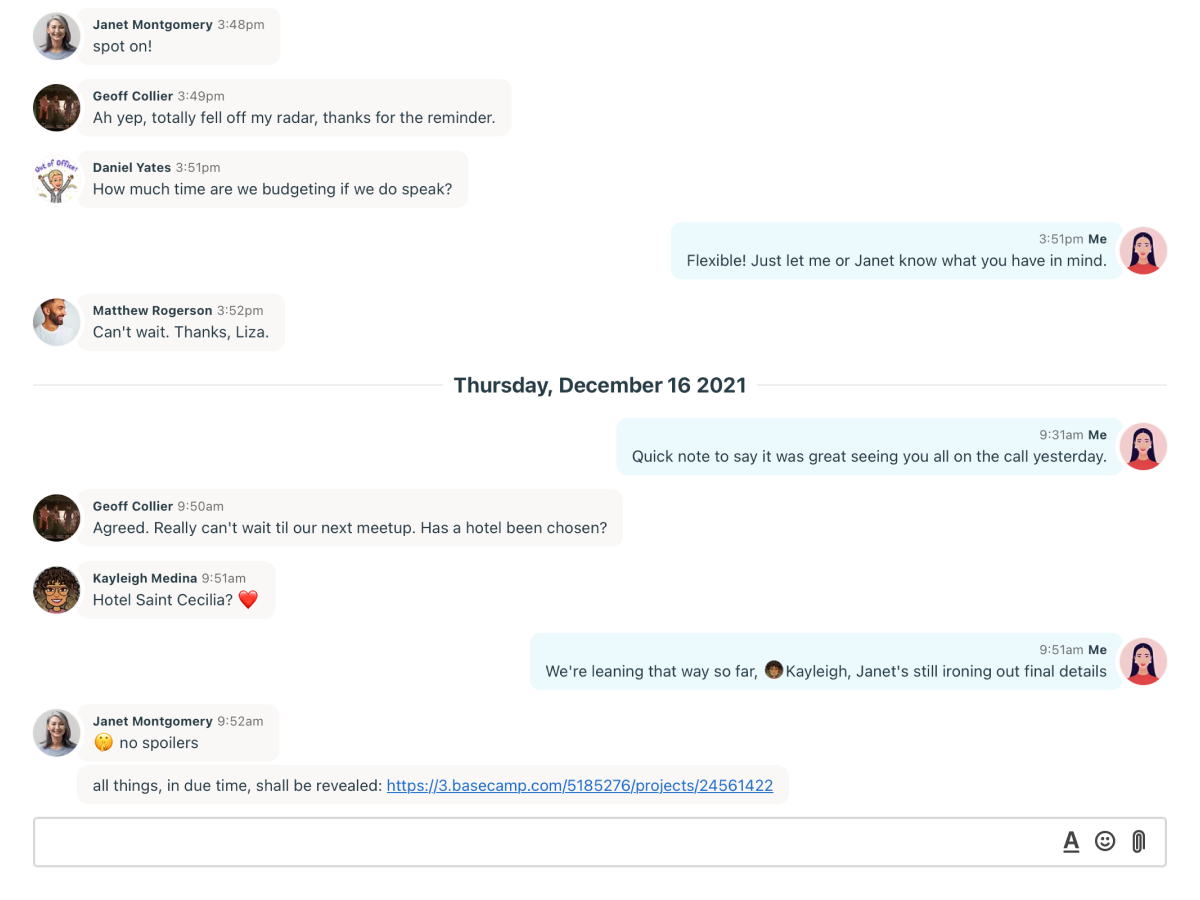 Janet Montgomery 3:48pm
spot on!
Geoff Collier 3:49pm
Ah yep, totally fell off my radar, thanks for the reminder.
Out of Office!
Daniel Yates 3:51pm
How much time are we budgeting if we do speak?
3:51pm Me
Flexible! Just let me or Janet know what you have in mind.
Matthew Rogerson 3:52pm
Can't wait. Thanks, Liza.
Thursday, December 16 2021
9:31am Me
Quick note to say it was great seeing you all on the call yesterday.
Geoff Collier 9:50am
Agreed. Really can't wait til our next meetup. Has a hotel been chosen?
Kayleigh Medina 9:51am
Hotel Saint Cecilia? ❤️
9:51am Me
We're leaning that way so far, Kayleigh, Janet's still ironing out final details
Janet Montgomery 9:52am
🤫 no spoilers
all things, in due time, shall be revealed: https://3.basecamp.com/5185276/projects/24561422
A